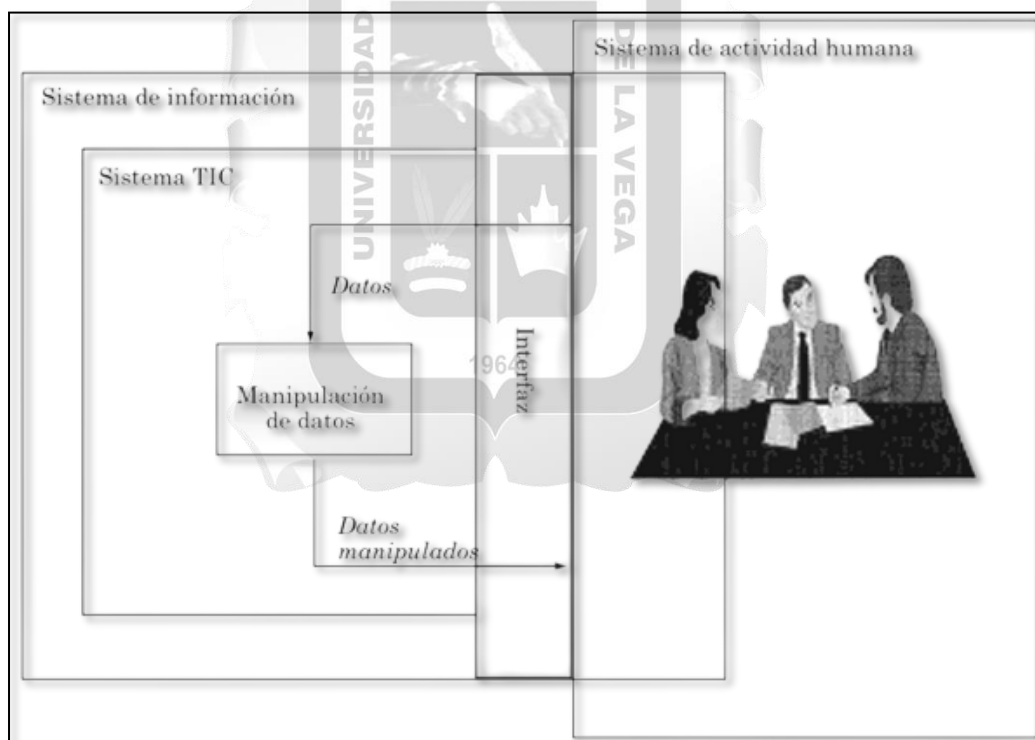 UNIVERSIDAD
DE LA VEGA
Sistema de actividad humana
Sistema de información
Sistema TIC
Datos
Interfaz
1964
Manipulación
de datos
Datos
manipulados